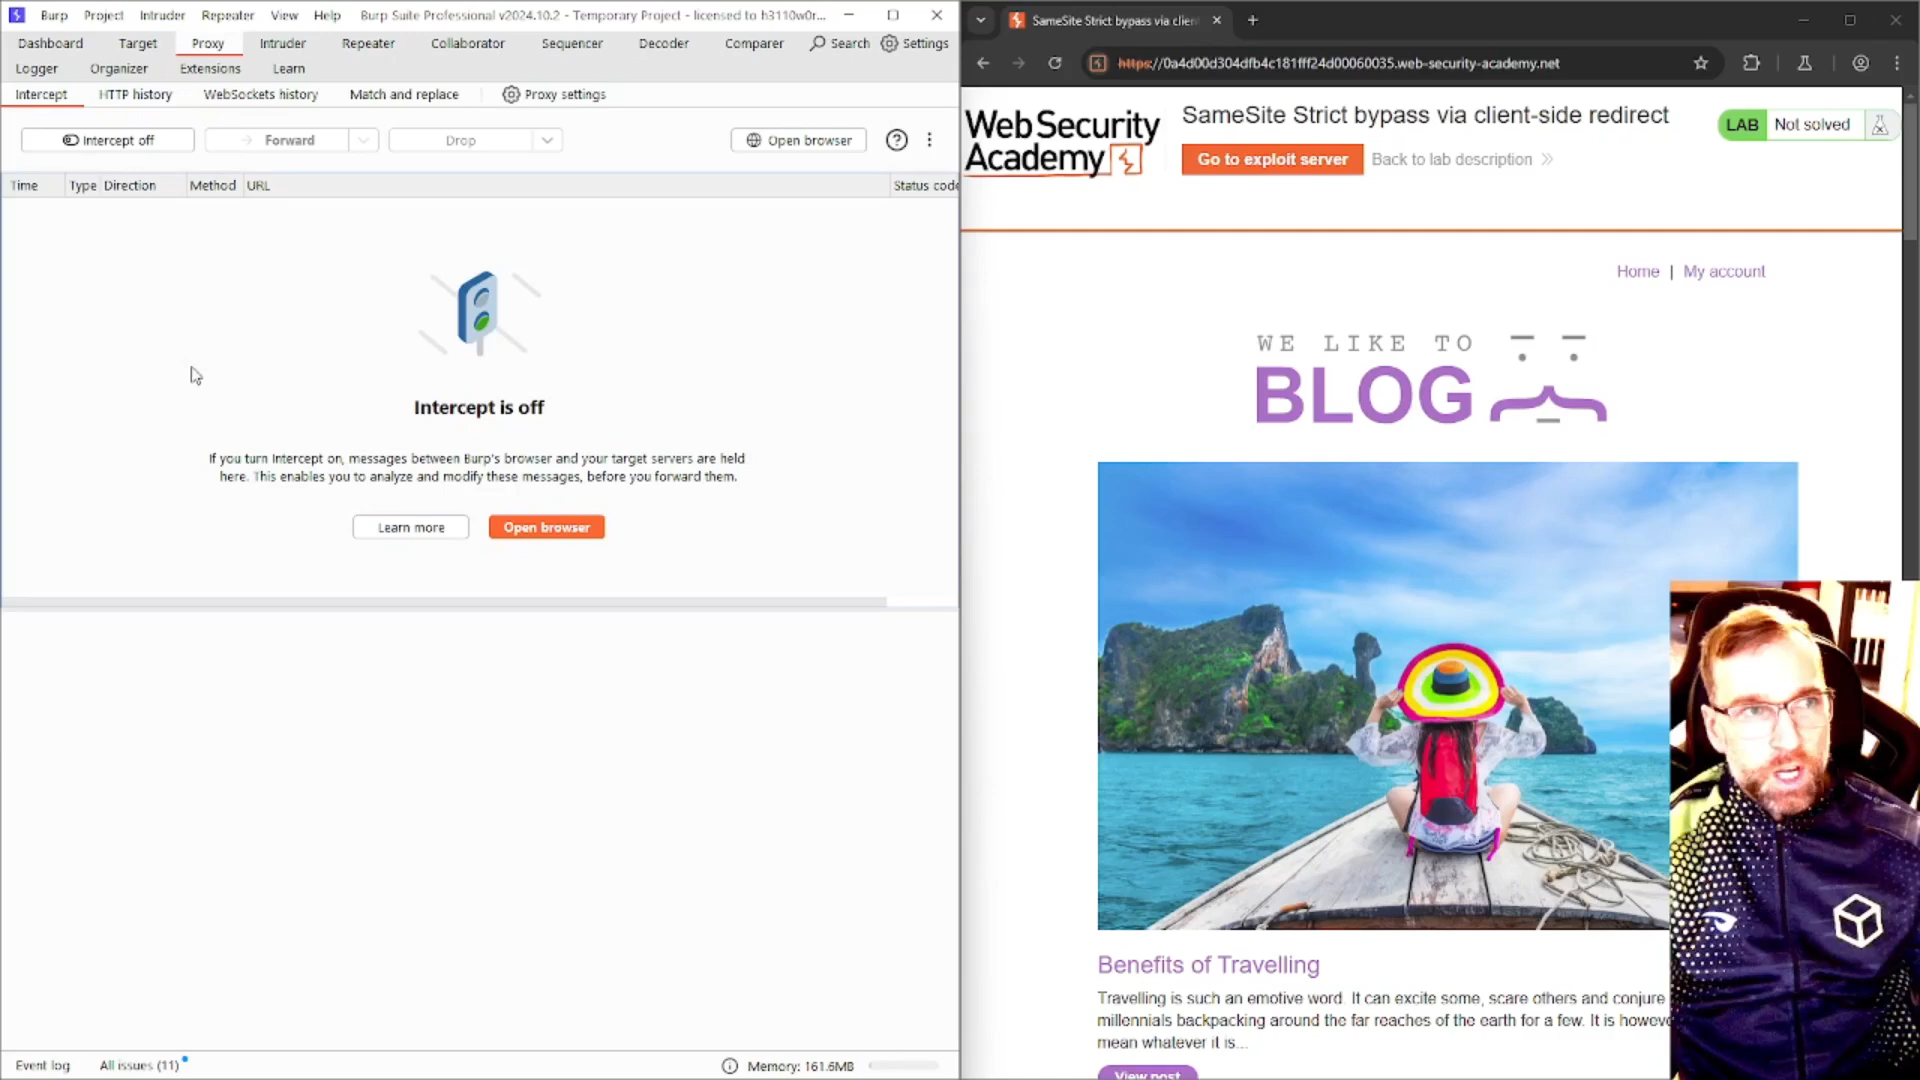 Burp Project Intruder Repeater View Help Burp Suite Professional v2024.10.2 - Temporary Project - licensed to h3110w0r...
Dashboard Target Proxy Intruder Repeater Collaborator Sequencer Decoder Comparer Search Settings
Logger Organizer Extensions Learn
Intercept HTTP history WebSockets history Match and replace Proxy settings
Intercept off Forward Drop Open browser
Time Type Direction Method URL Status code
Intercept is off
If you turn Intercept on, messages between Burp's browser and your target servers are held
here. This enables you to analyze and modify these messages, before you forward them.
Learn more Open browser
Event log All issues (11) Memory: 161.6MB
SameSite Strict bypass via clien
https://0a4d00d304dfb4c181fff24d00060035.web-security-academy.net
Web Security
Academy
SameSite Strict bypass via client-side redirect
Go to exploit server Back to lab description
LAB Not solved
Home | My account
WE LIKE TO
BLOG
Benefits of Travelling
Travelling is such an emotive word. It can excite some, scare others and conjure
millennials backpacking around the far reaches of the earth for a few. It is howeve
mean whatever it is...
View post